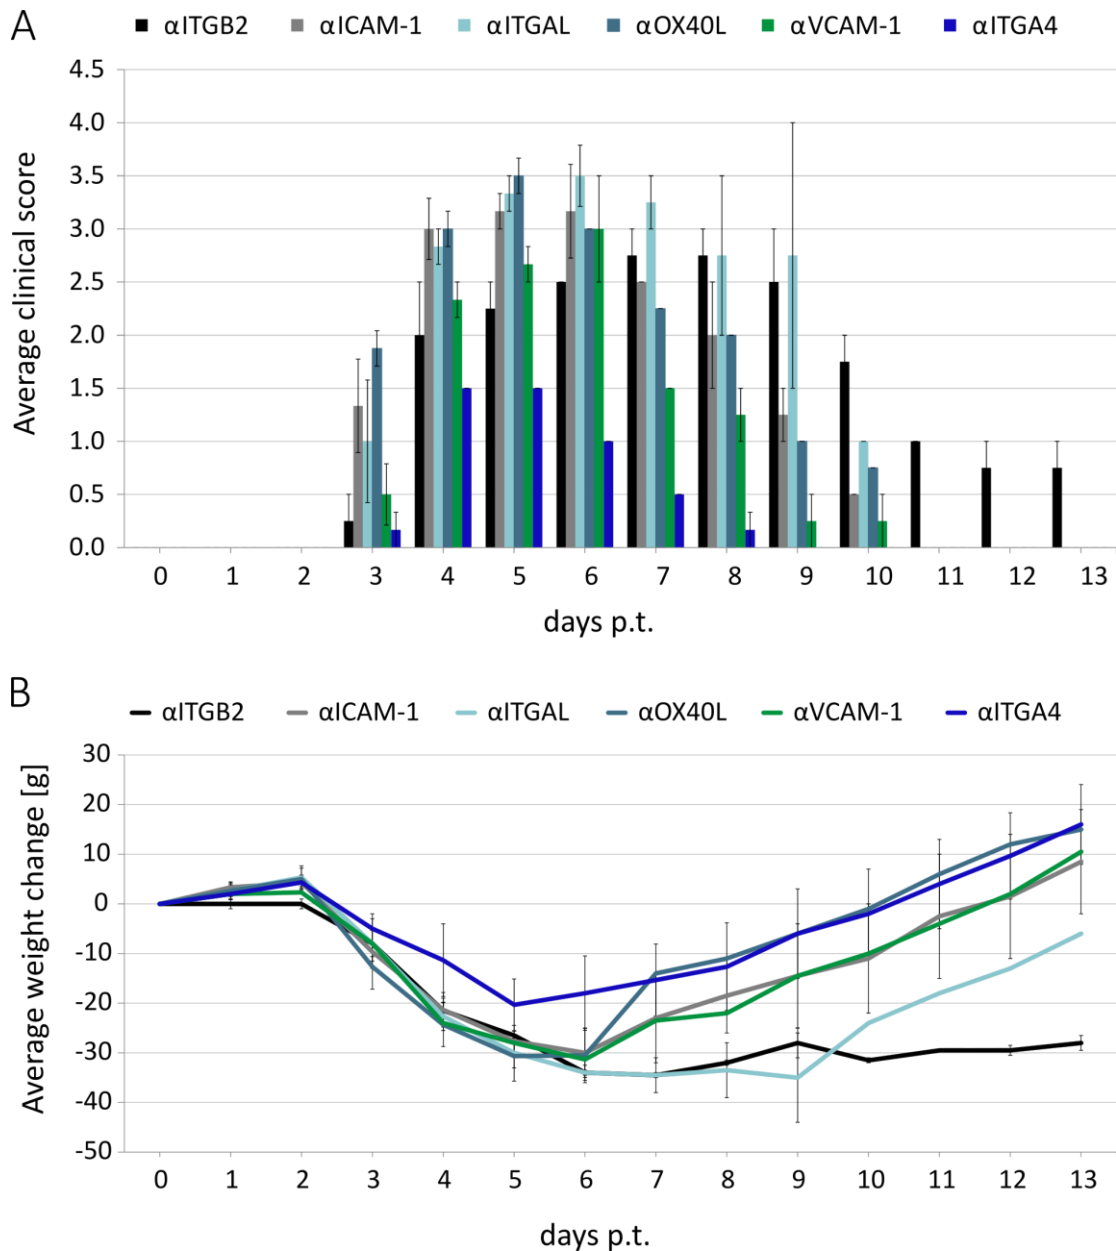 A
αITGB2 αICAM-1 αITGAL αOX40L αVCAM-1 αITGA4
4.5
4.0
3.5
3.0
2.5
2.0
1.5
1.0
0.5
0.0
Average clinical score
0 1 2 3 4 5 6 7 8 9 10 11 12 13
days p.t.
B
αITGB2 αICAM-1 αITGAL αOX40L αVCAM-1 αITGA4
30
20
10
0
-10
-20
-30
-40
-50
Average weight change [g]
0 1 2 3 4 5 6 7 8 9 10 11 12 13
days p.t.